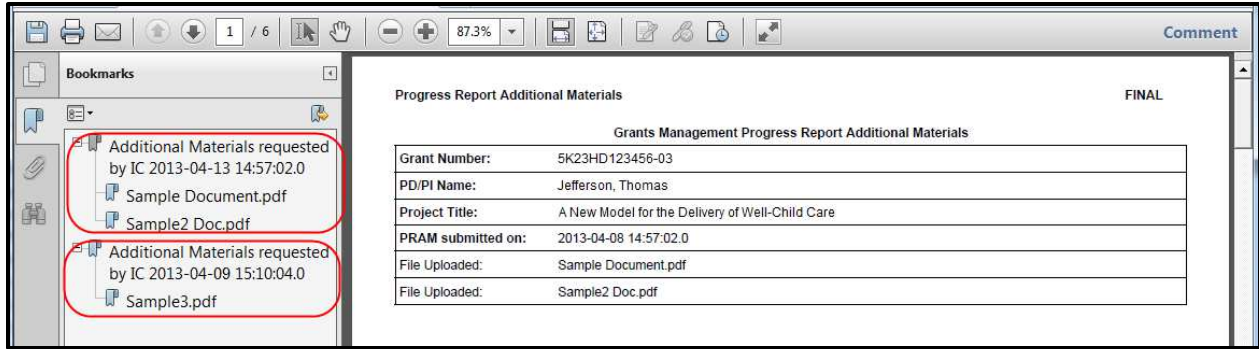 1 / 6 87.3% Comment
Bookmarks
Additional Materials requested
by IC 2013-04-13 14:57:02.0
Sample Document.pdf
Sample2 Doc.pdf
Additional Materials requested
by IC 2013-04-09 15:10:04.0
Sample3.pdf
Progress Report Additional Materials FINAL
Grants Management Progress Report Additional Materials
Grant Number: 5K23HD123456-03
PD/PI Name: Jefferson, Thomas
Project Title: A New Model for the Delivery of Well-Child Care
PRAM submitted on: 2013-04-08 14:57:02.0
File Uploaded: Sample Document.pdf
File Uploaded: Sample2 Doc.pdf